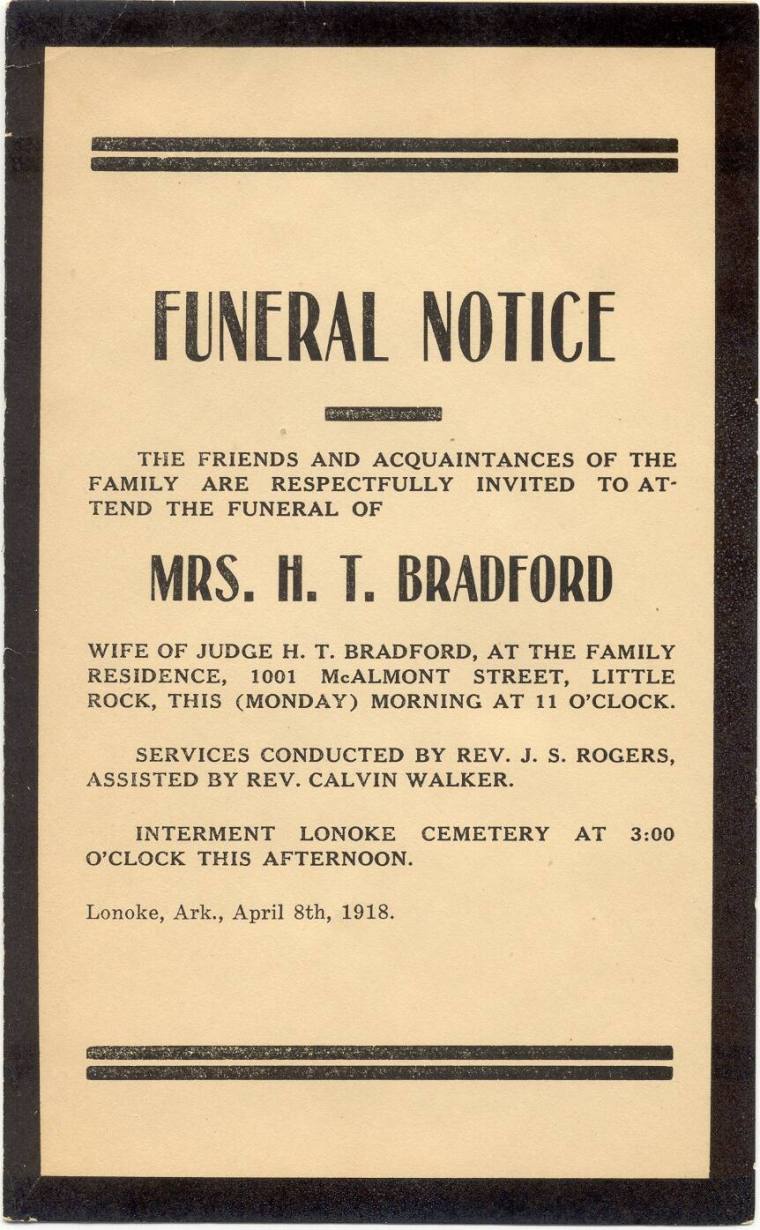 FUNERAL NOTICE
THE FRIENDS AND ACQUAINTANCES OF THE
FAMILY ARE RESPECTFULLY INVITED TO AT-
TEND THE FUNERAL OF
MRS. H. T. BRADFORD
WIFE OF JUDGE H. T. BRADFORD, AT THE FAMILY
RESIDENCE, 1001 McALMONT STREET, LITTLE
ROCK, THIS (MONDAY) MORNING AT 11 O'CLOCK.
SERVICES CONDUCTED BY REV. J. S. ROGERS,
ASSISTED BY REV. CALVIN WALKER.
INTERMENT LONOKE CEMETERY AT 3:00
O'CLOCK THIS AFTERNOON.
Lonoke, Ark., April 8th, 1918.